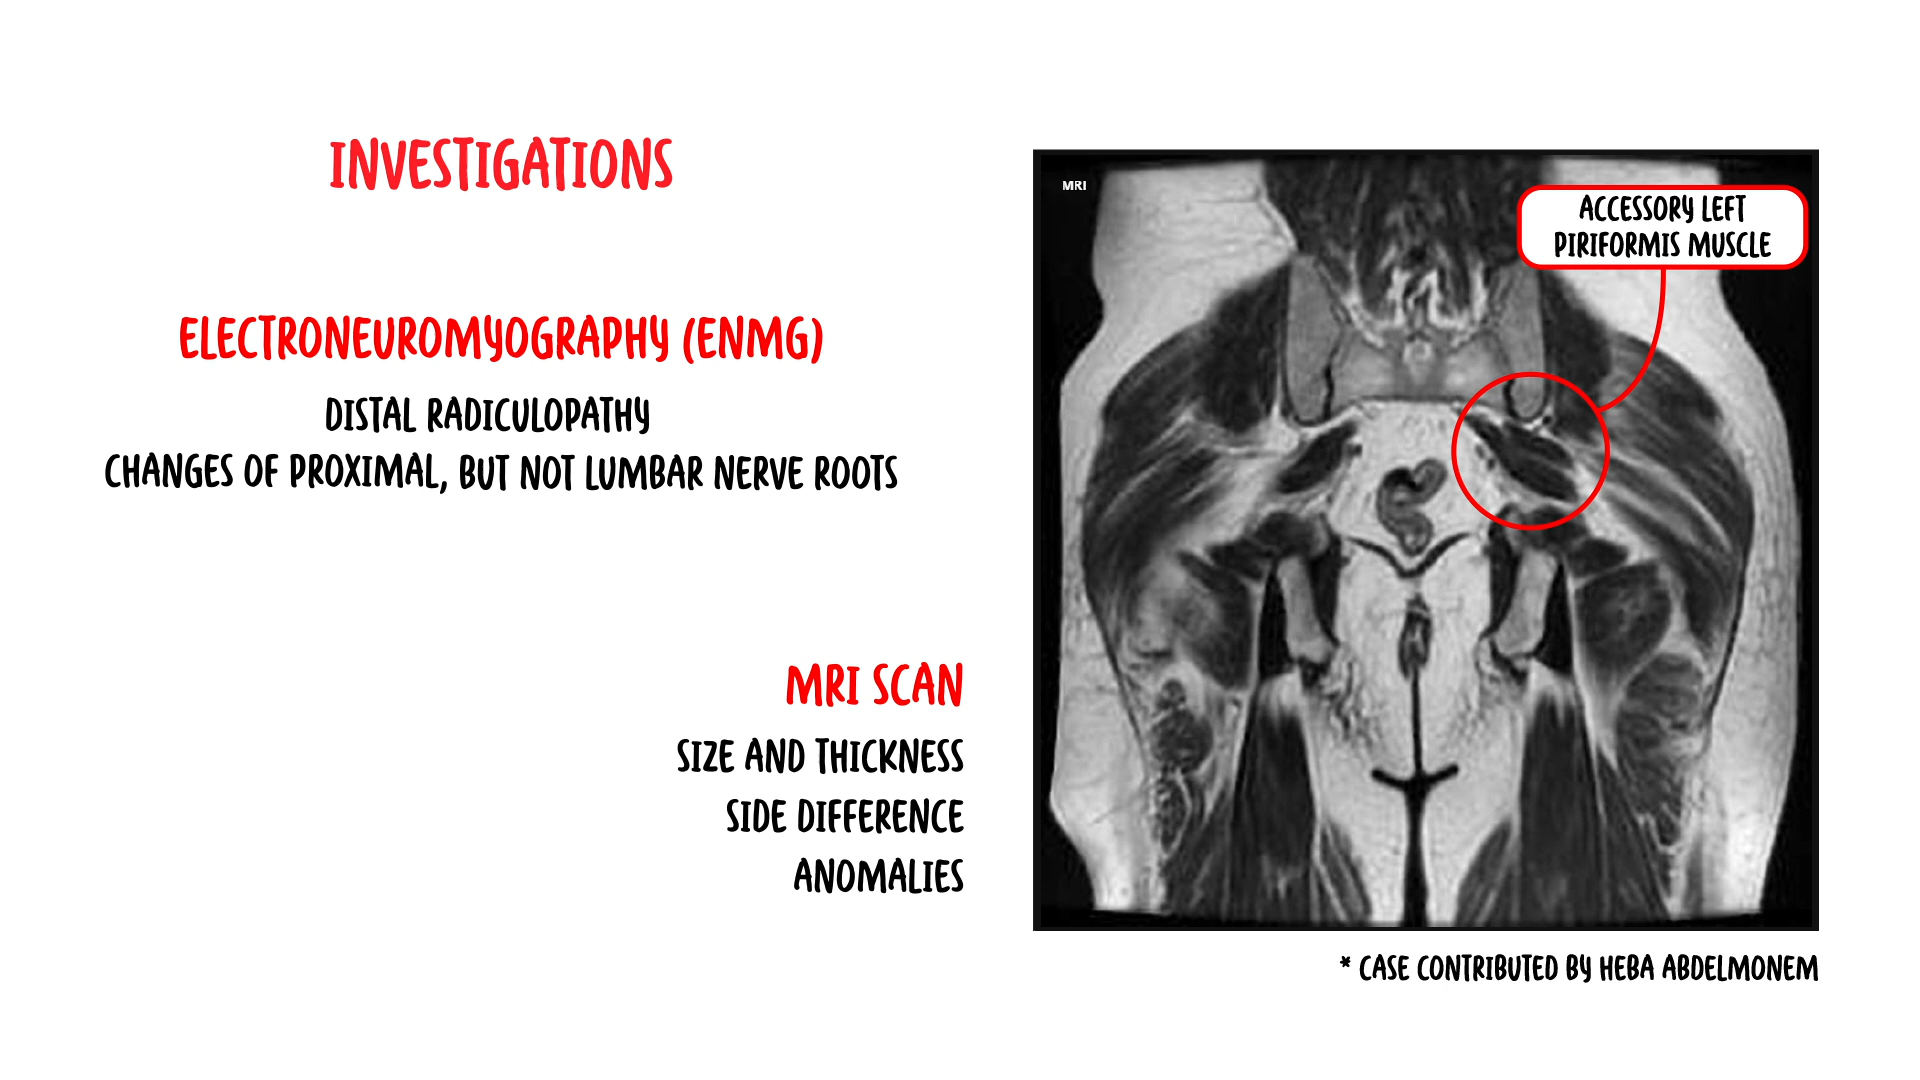 INVESTIGATIONS
ELECTRONEUROMYOGRAPHY (ENMG)
DISTAL RADICULOPATHY
CHANGES OF PROXIMAL, BUT NOT LUMBAR NERVE ROOTS
MRI SCAN
SIZE AND THICKNESS
SIDE DIFFERENCE
ANOMALIES
MRI
ACCESSORY LEFT
PIRIFORMIS MUSCLE
* CASE CONTRIBUTED BY HEBA ABDELMONEM